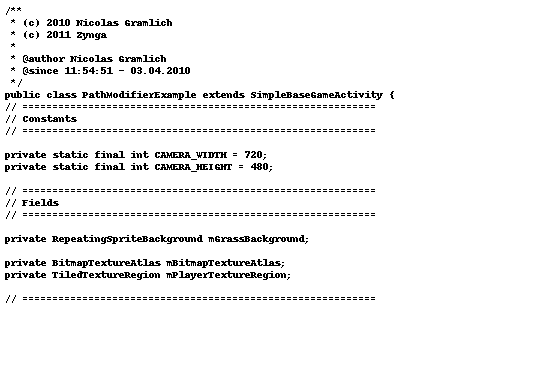 /**
* (c) 2010 Nicolas Gramlich
* (c) 2011 Zynga
*
* @author Nicolas Gramlich
* @since 11:54:51 - 03.04.2010
*/
public class PathModifierExample extends SimpleBaseGameActivity {
// ===========================================================
// Constants
// ===========================================================
private static final int CAMERA_WIDTH = 720;
private static final int CAMERA_HEIGHT = 480;
// ===========================================================
// Fields
// ===========================================================
private RepeatingSpriteBackground mGrassBackground;
private BitmapTextureAtlas mBitmapTextureAtlas;
private TiledTextureRegion mPlayerTextureRegion;
// ===========================================================